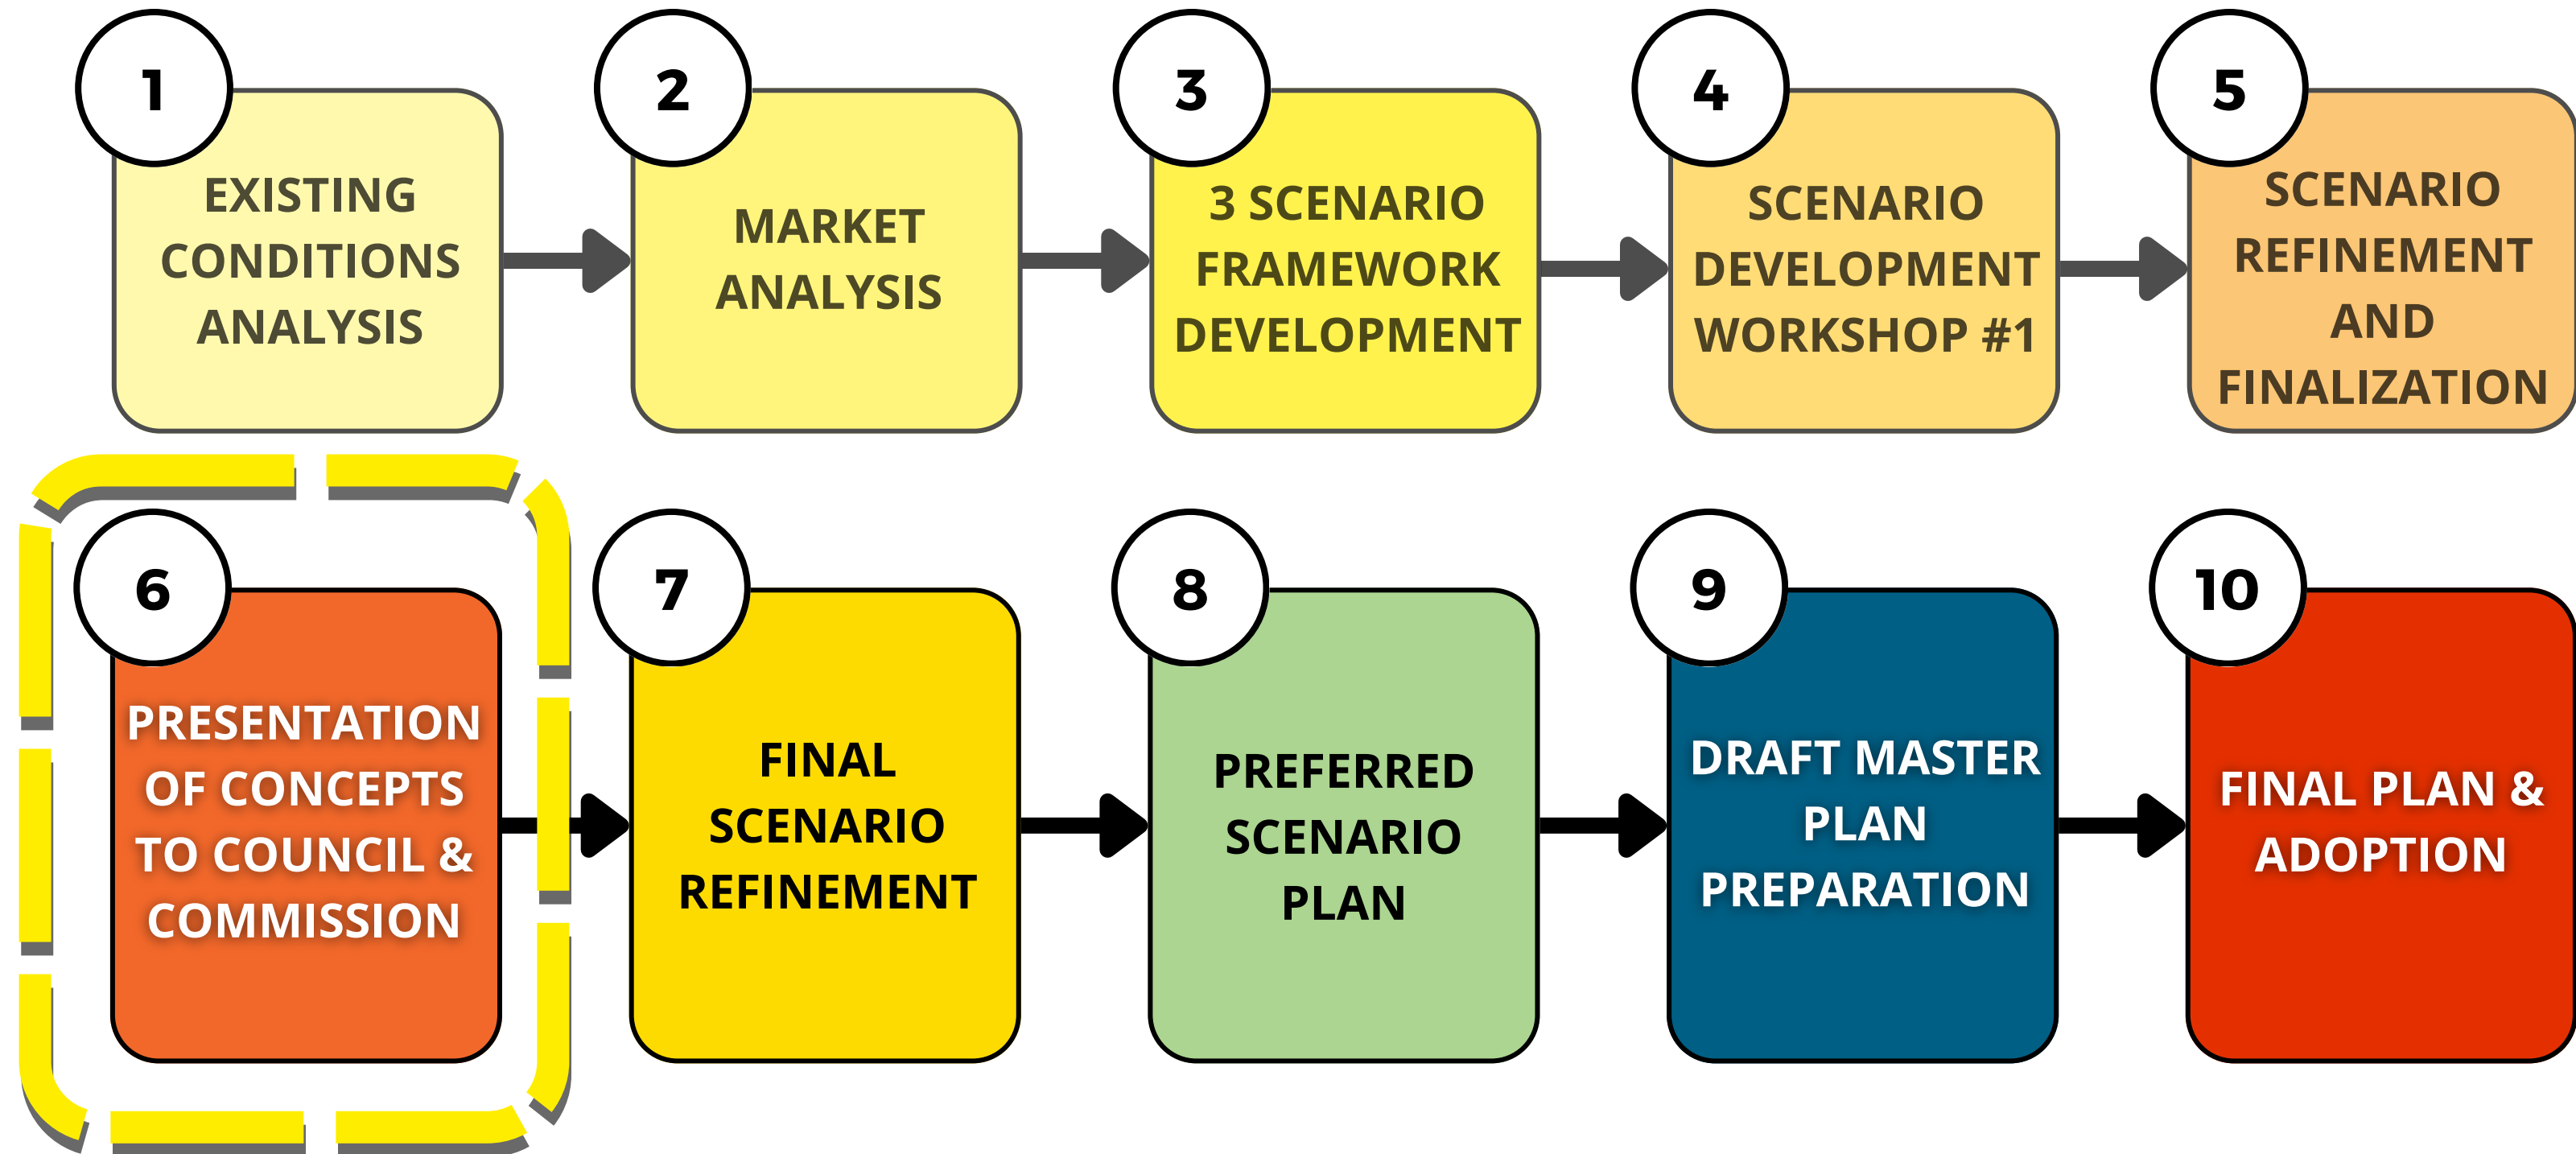 1
EXISTING
CONDITIONS
ANALYSIS
2
MARKET
ANALYSIS
3
3 SCENARIO
FRAMEWORK
DEVELOPMENT
4
SCENARIO
DEVELOPMENT
WORKSHOP #1
5
SCENARIO
REFINEMENT
AND
FINALIZATION
6
PRESENTATION
OF CONCEPTS
TO COUNCIL &
COMMISSION
7
FINAL
SCENARIO
REFINEMENT
8
PREFERRED
SCENARIO
PLAN
9
DRAFT MASTER
PLAN
PREPARATION
10
FINAL PLAN &
ADOPTION